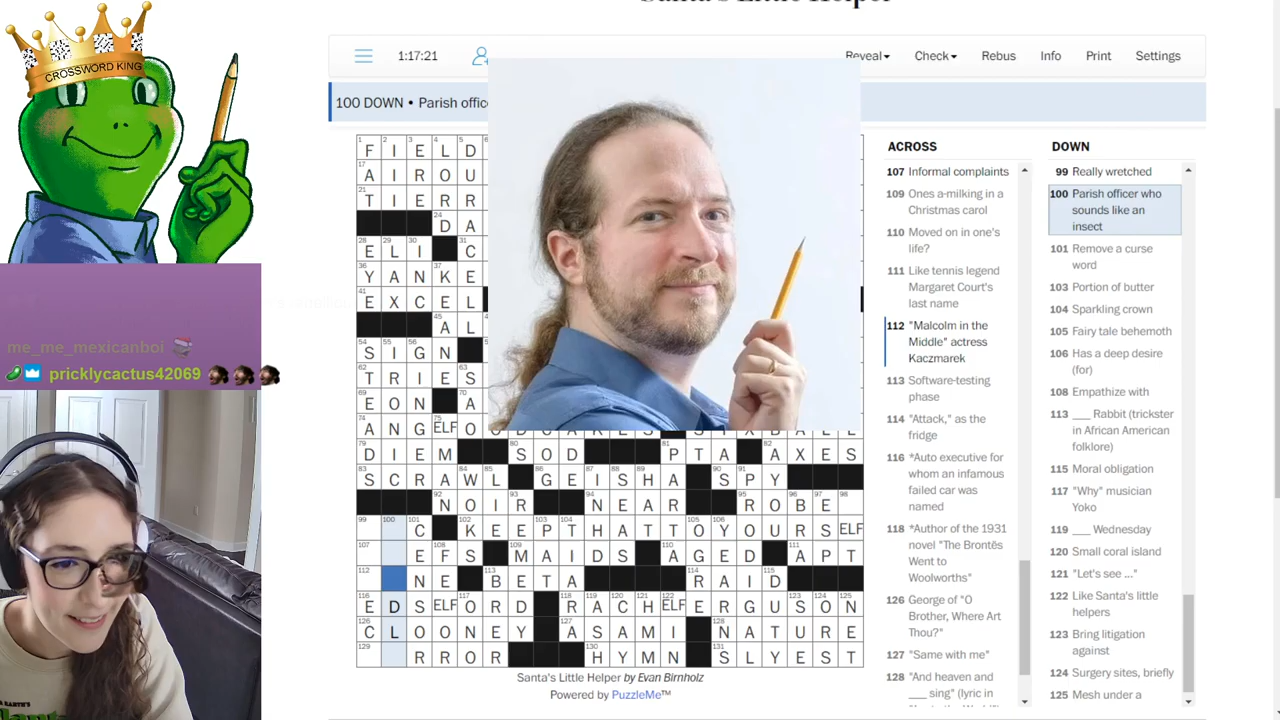 Santa's Little Helper
CROSSWORD KING
1:17:21
Reveal
Check
Rebus
Info
Print
Settings
100 DOWN • Parish offic
F I E L D
A I R O U
T I E R R
D A
E L I C
Y A N K E
E X C E L
A L
S I G N
T R I E S
E O N A
A N G ELF O
D I E M S O D P T A A X E S
S C R A W L G E I S H A S P Y
N O I R N E A R R O B E
C K E E P T H A T T O Y O U R S ELF
E F S M A I D S A G E D A P T
N E B E T A R A I D
E D S ELF O R D R A C H ELF E R G U S O N
C L O O N E Y A S A M I N A T U R E
R R O R H Y M N S L Y E S T
Santa's Little Helper by Evan Birnholz
Powered by PuzzleMe™
ACROSS
107 Informal complaints
109 Ones a-milking in a
Christmas carol
110 Moved on in one's
life?
111 Like tennis legend
Margaret Court's
last name
112 "Malcolm in the
Middle" actress
Kaczmarek
113 Software-testing
phase
114 "Attack," as the
fridge
116 *Auto executive for
whom an infamous
failed car was
named
118 *Author of the 1931
novel "The Brontës
Went to
Woolworths"
126 George of "O
Brother, Where Art
Thou?"
127 "Same with me"
128 "And heaven and
___ sing" (lyric in
DOWN
99 Really wretched
100 Parish officer who
sounds like an
insect
101 Remove a curse
word
103 Portion of butter
104 Sparkling crown
105 Fairy tale behemoth
106 Has a deep desire
(for)
108 Empathize with
113 ___ Rabbit (trickster
in African American
folklore)
115 Moral obligation
117 "Why" musician
Yoko
119 ___ Wednesday
120 Small coral island
121 "Let's see ..."
122 Like Santa's little
helpers
123 Bring litigation
against
124 Surgery sites, briefly
125 Mesh under a
me_me_mexicanboi
pricklycactus42069